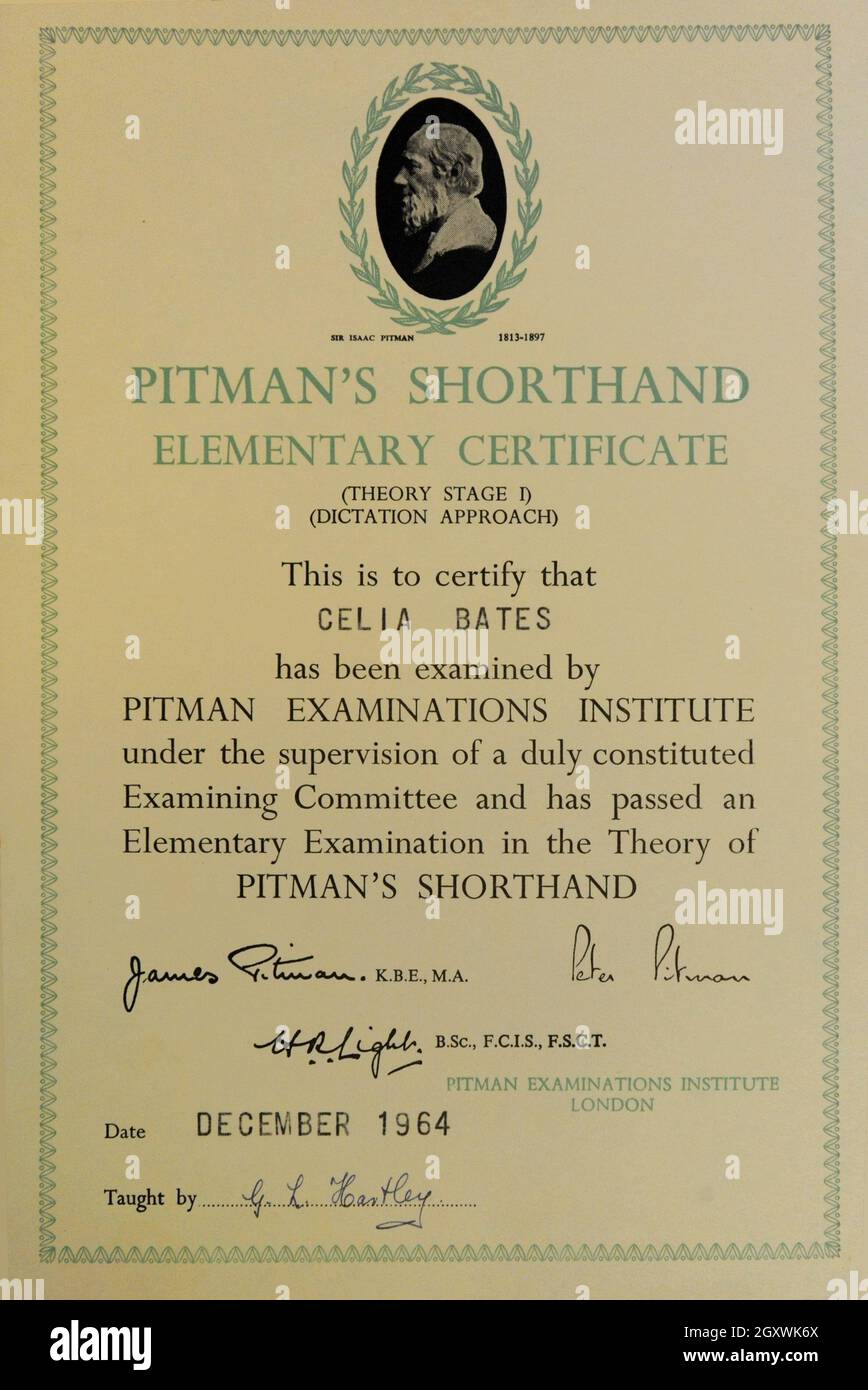 SIR ISAAC PITMAN 1813-1897
PITMAN'S SHORTHAND
ELEMENTARY CERTIFICATE
(THEORY STAGE I)
(DICTATION APPROACH)
This is to certify that
CELIA BATES
has been examined by
PITMAN EXAMINATIONS INSTITUTE
under the supervision of a duly constituted
Examining Committee and has passed an
Elementary Examination in the Theory of
PITMAN'S SHORTHAND
James Pitman. K.B.E., M.A. Peter Pitman
H.R. Light. B.Sc., F.C.I.S., F.S.C.T.
PITMAN EXAMINATIONS INSTITUTE
LONDON
Date DECEMBER 1964
Taught by G. L. Hartley
alamy
Image ID: 2GXWK6X
www.alamy.com